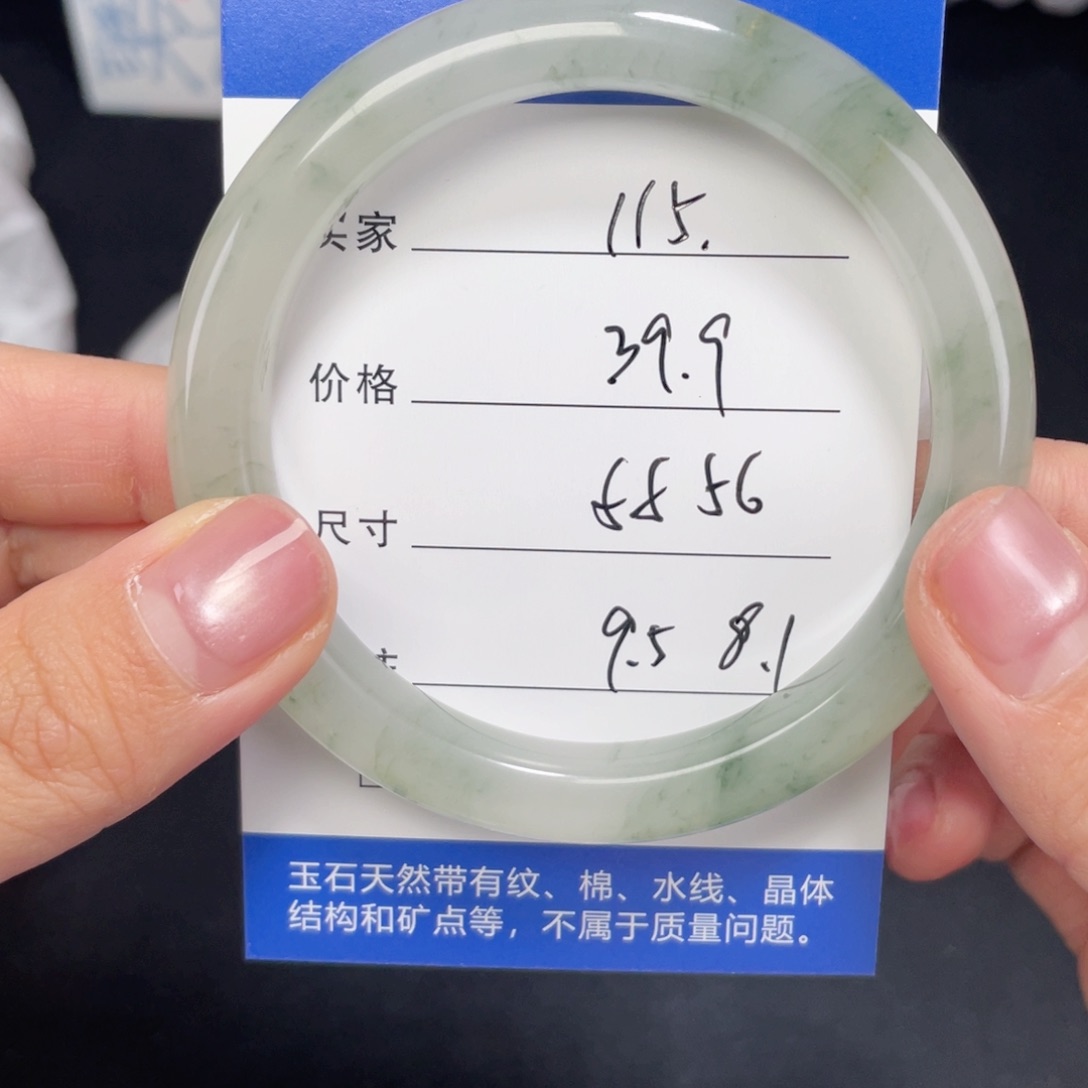 买家 115.
价格 39.9
尺寸 56
9.5 8.1
玉石天然带有纹、棉、水线、晶体
结构和矿点等，不属于质量问题。